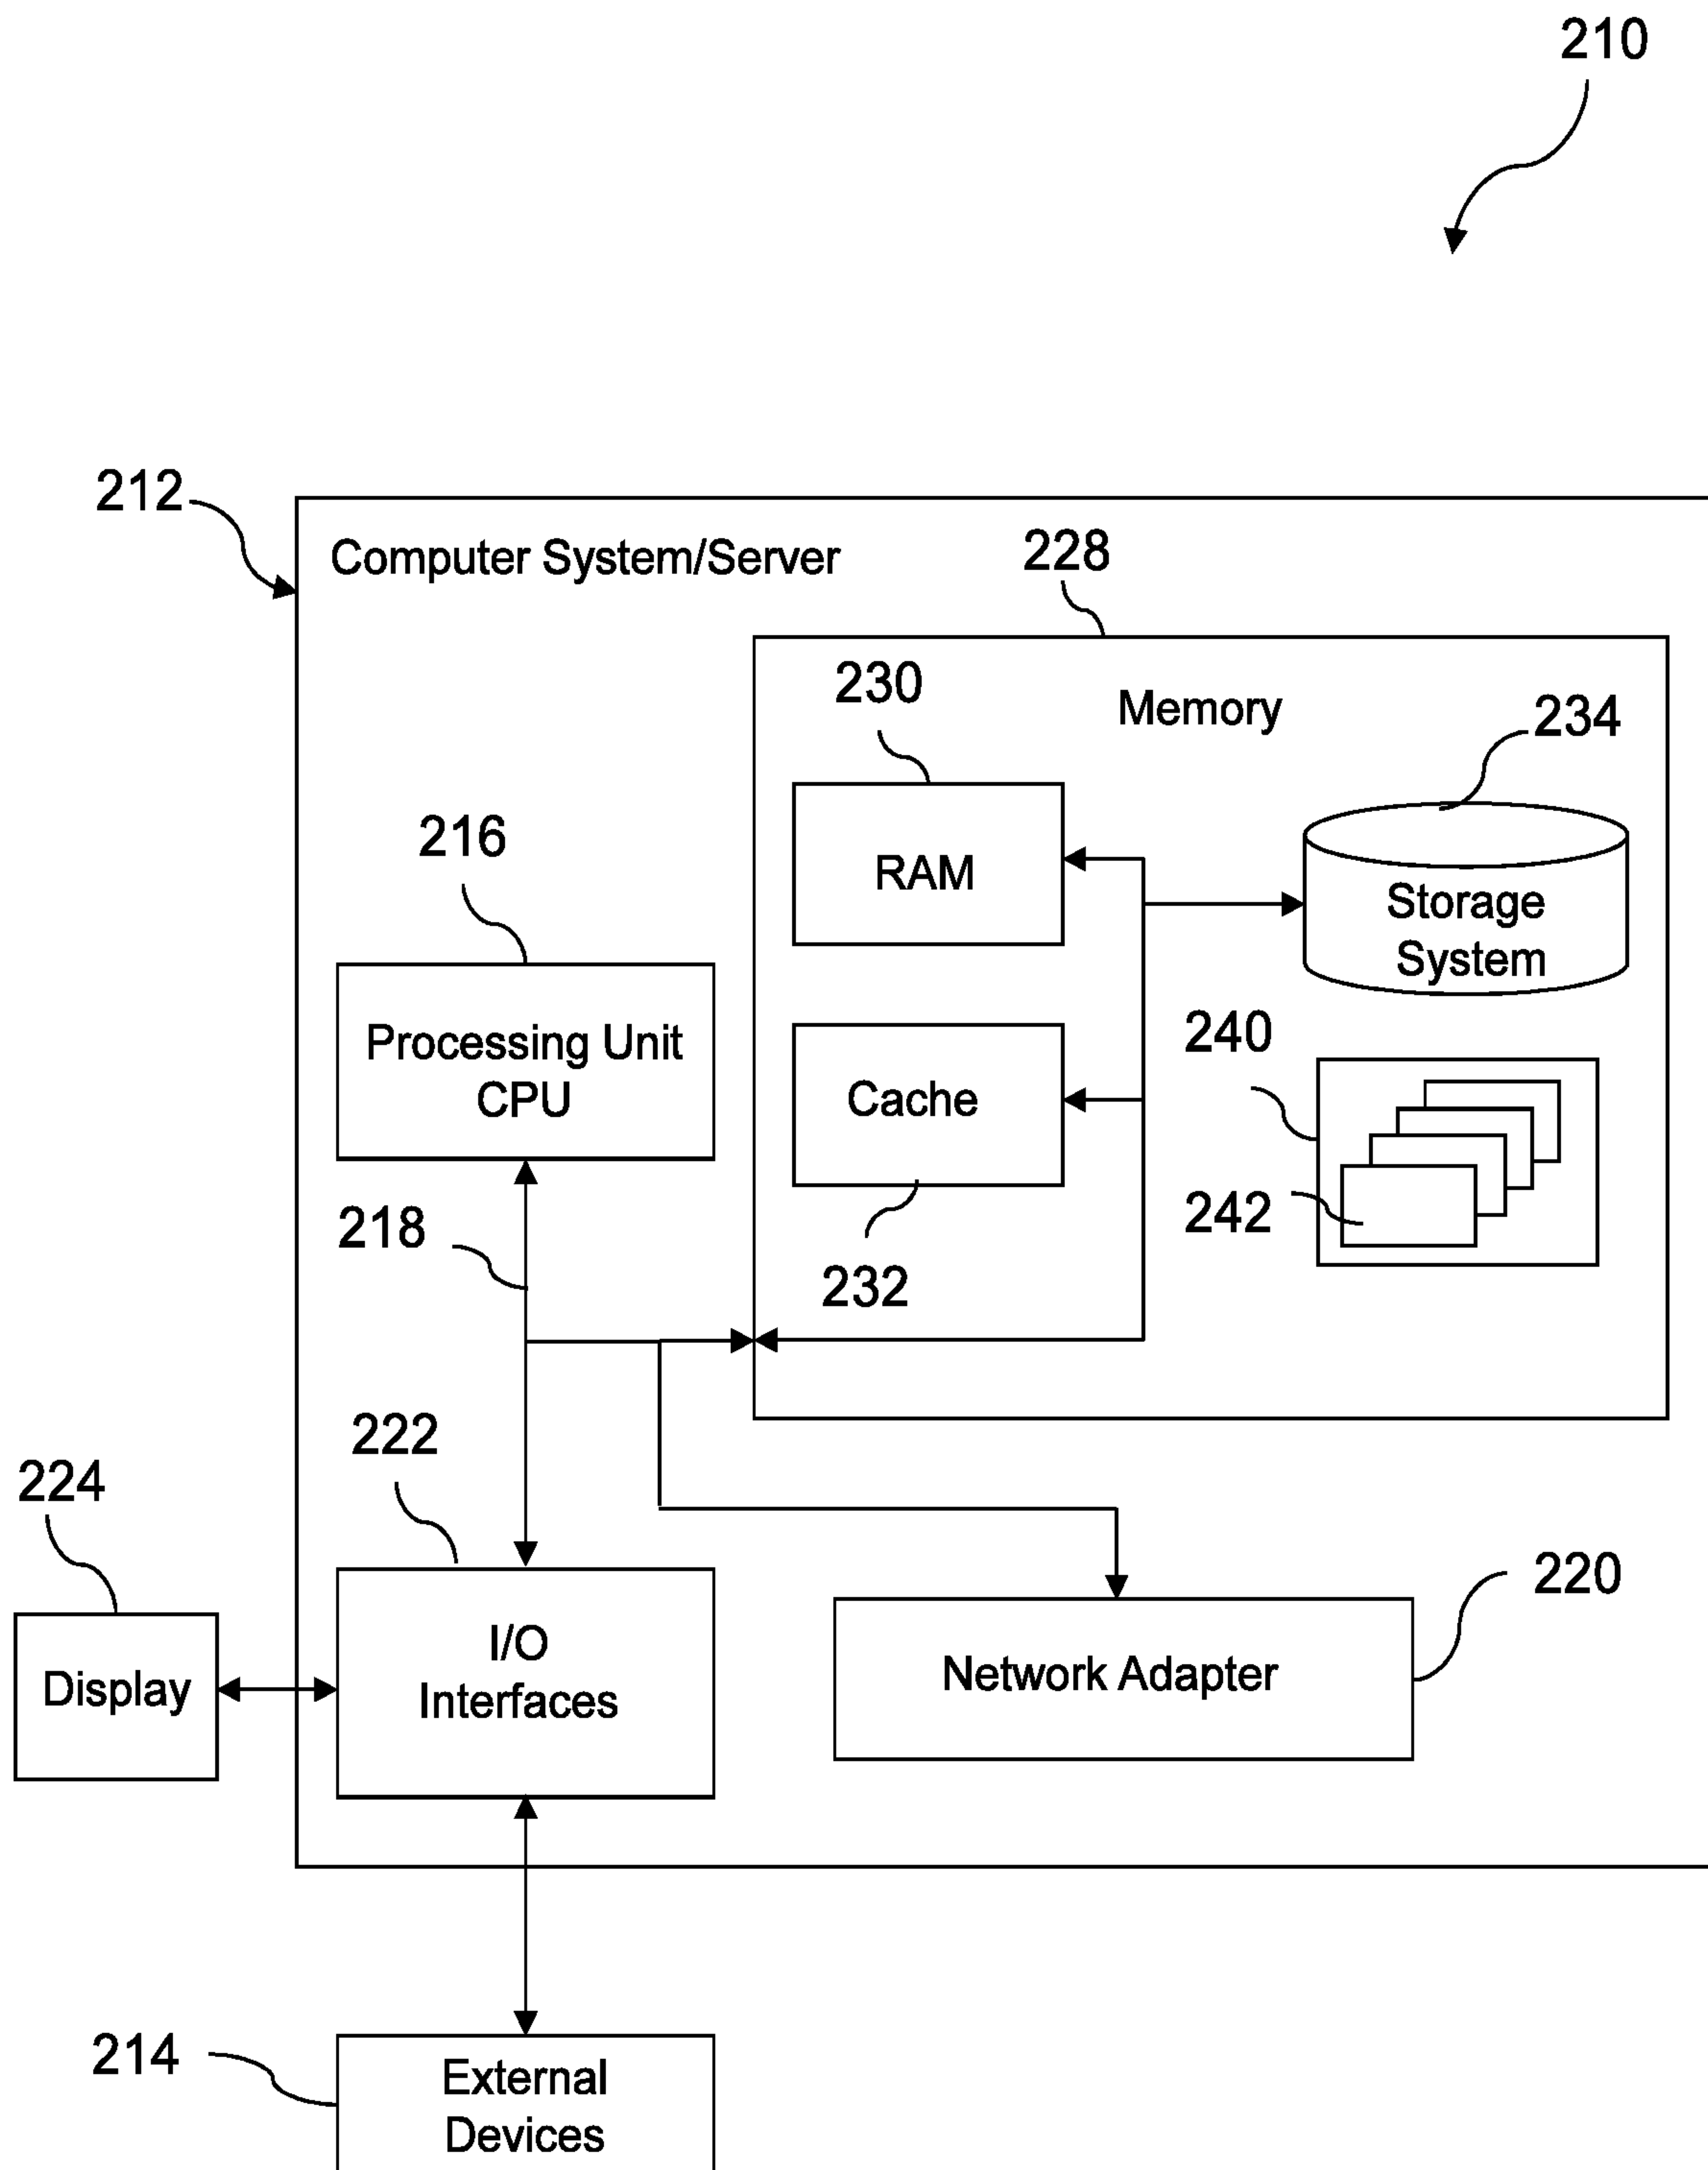 210
212
Computer System/Server
228
230
Memory
234
216
RAM
Storage
System
Processing Unit
CPU
240
Cache
242
218
232
222
224
220
I/O
Interfaces
Network Adapter
Display
214
External
Devices